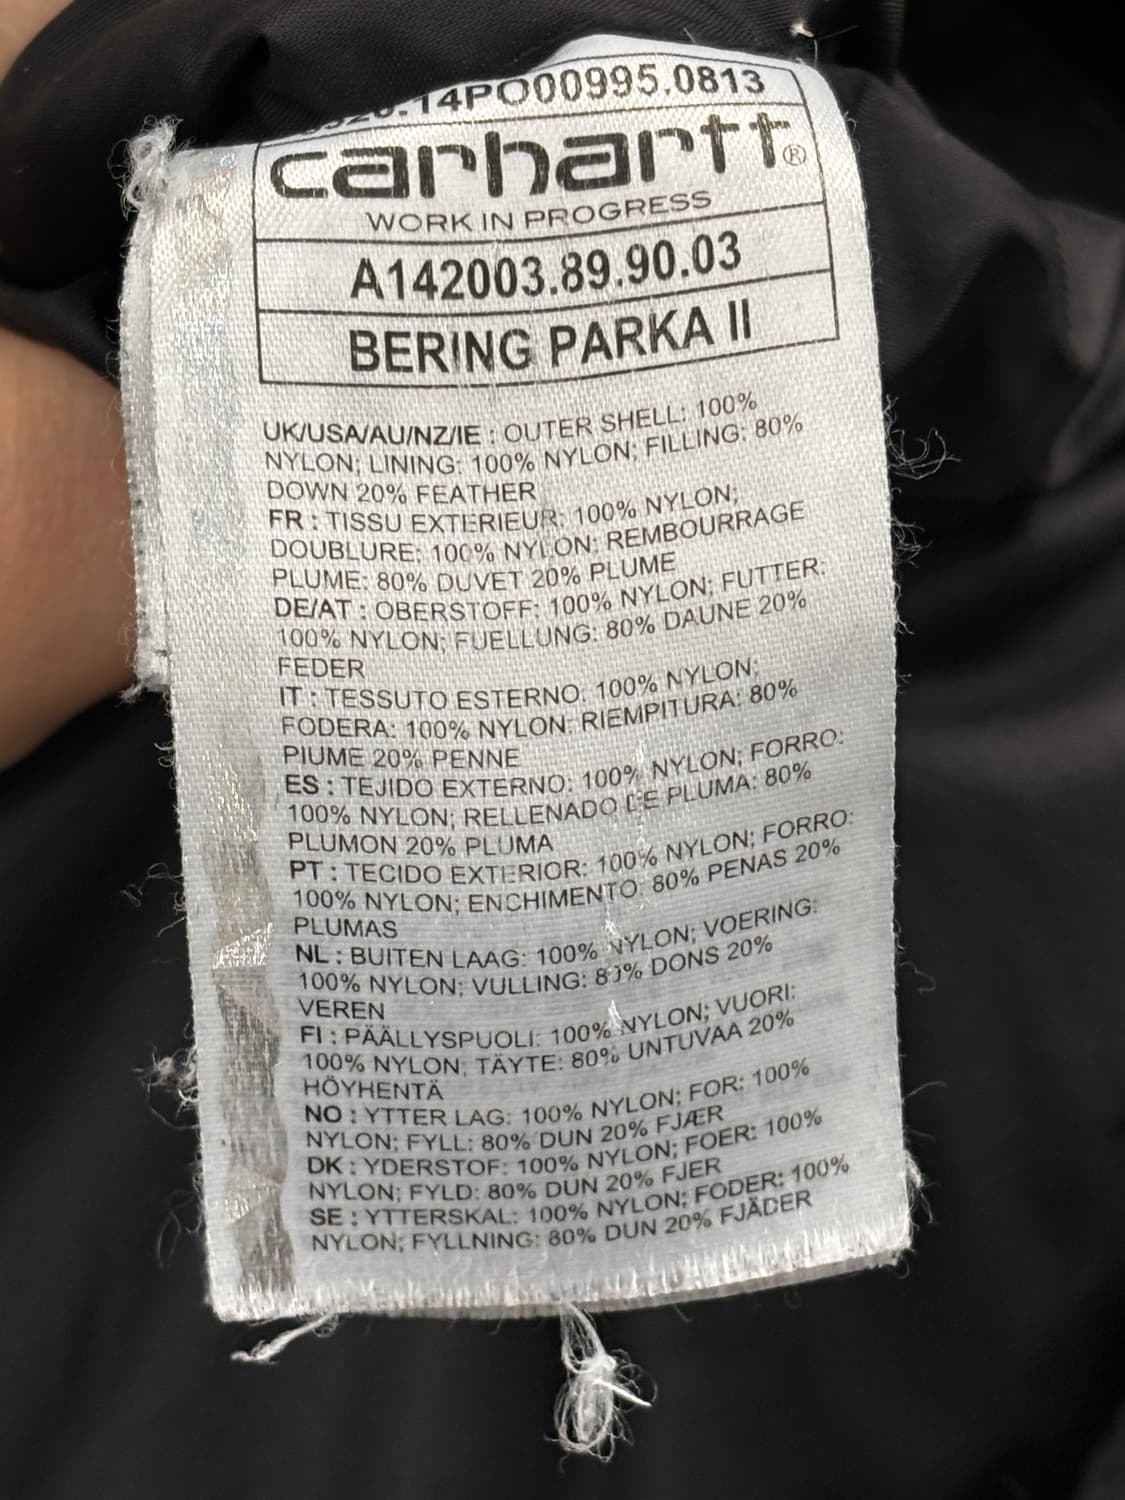 14PO00995.0813
carhartt®
WORK IN PROGRESS
A142003.89.90.03
BERING PARKA II
UK/USA/AU/NZ/IE : OUTER SHELL: 100%
NYLON; LINING: 100% NYLON; FILLING: 80%
DOWN 20% FEATHER
FR : TISSU EXTERIEUR: 100% NYLON;
DOUBLURE: 100% NYLON; REMBOURRAGE
PLUME: 80% DUVET 20% PLUME
DE/AT : OBERSTOFF: 100% NYLON; FUTTER:
100% NYLON; FUELLUNG: 80% DAUNE 20%
FEDER
IT : TESSUTO ESTERNO: 100% NYLON;
FODERA: 100% NYLON; RIEMPITURA: 80%
PIUME 20% PENNE
ES : TEJIDO EXTERNO: 100% NYLON; FORRO:
100% NYLON; RELLENADO DE PLUMA: 80%
PLUMON 20% PLUMA
PT : TECIDO EXTERIOR: 100% NYLON; FORRO:
100% NYLON; ENCHIMENTO: 80% PENAS 20%
PLUMAS
NL : BUITEN LAAG: 100% NYLON; VOERING:
100% NYLON; VULLING: 80% DONS 20%
VEREN
FI : PÄÄLLYSPUOLI: 100% NYLON; VUORI:
100% NYLON; TÄYTE: 80% UNTUVAA 20%
HÖYHENTÄ
NO : YTTER LAG: 100% NYLON; FOR: 100%
NYLON; FYLL: 80% DUN 20% FJÆR
DK : YDERSTOF: 100% NYLON; FOER: 100%
NYLON; FYLD: 80% DUN 20% FJER
SE : YTTERSKAL: 100% NYLON; FODER: 100%
NYLON; FYLLNING: 80% DUN 20% FJÄDER